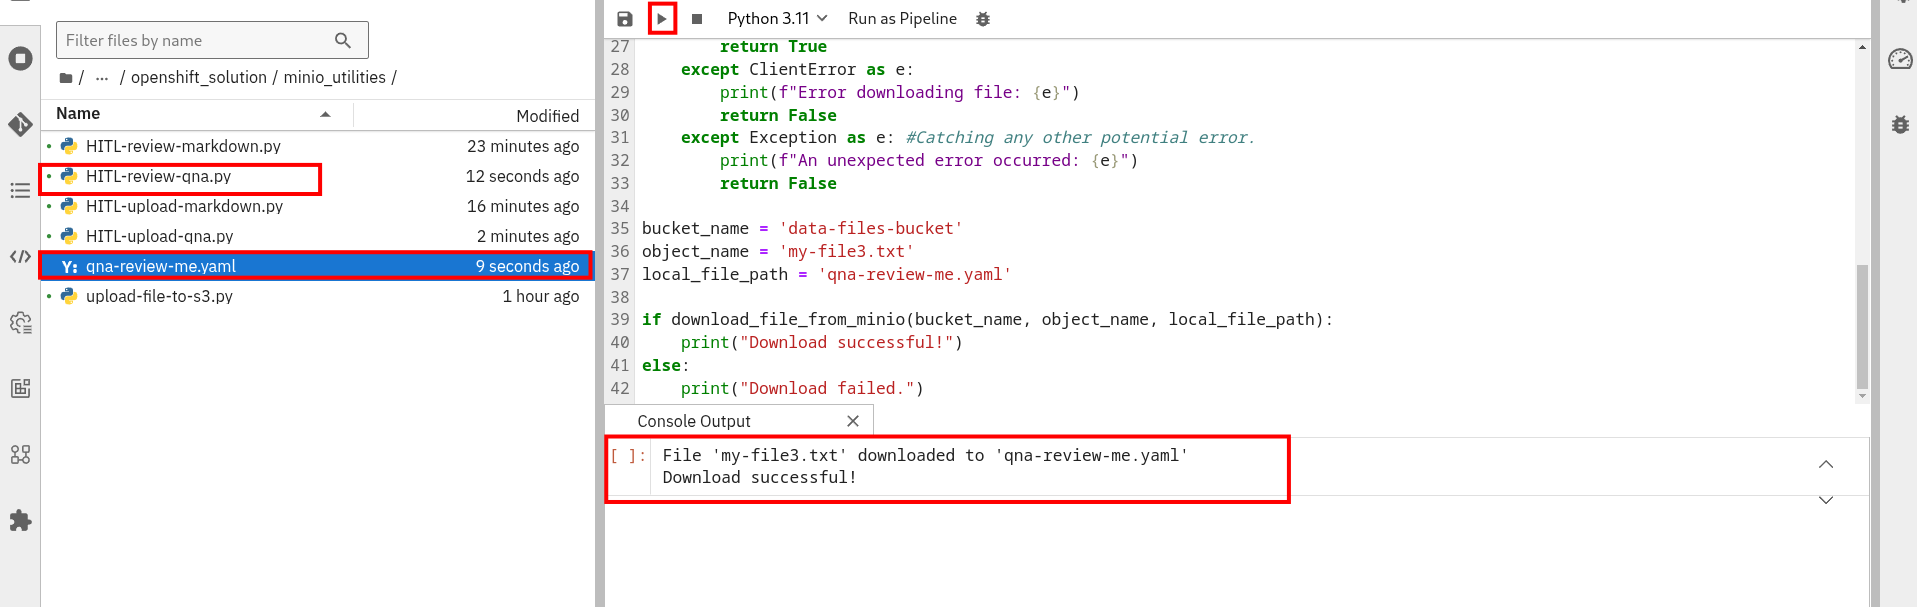 Filter files by name
/ ... / openshift_solution / minio_utilities /
Name Modified
HITL-review-markdown.py 23 minutes ago
HITL-review-qna.py 12 seconds ago
HITL-upload-markdown.py 16 minutes ago
HITL-upload-qna.py 2 minutes ago
Y: qna-review-me.yaml 9 seconds ago
upload-file-to-s3.py 1 hour ago
Python 3.11 Run as Pipeline
27         return True
28     except ClientError as e:
29         print(f"Error downloading file: {e}")
30         return False
31     except Exception as e: #Catching any other potential error.
32         print(f"An unexpected error occurred: {e}")
33         return False
34
35 bucket_name = 'data-files-bucket'
36 object_name = 'my-file3.txt'
37 local_file_path = 'qna-review-me.yaml'
38
39 if download_file_from_minio(bucket_name, object_name, local_file_path):
40     print("Download successful!")
41 else:
42     print("Download failed.")
Console Output
[ ]: File 'my-file3.txt' downloaded to 'qna-review-me.yaml'
Download successful!